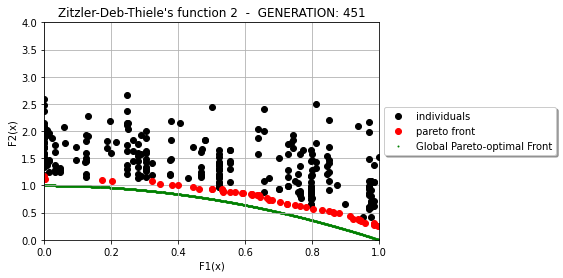 Zitzler-Deb-Thiele's function 2 - GENERATION: 451
4.0
3.5
3.0
2.5
2.0
1.5
1.0
0.5
0.0
F2(x)
0.0 0.2 0.4 0.6 0.8 1.0
F1(x)
individuals
pareto front
Global Pareto-optimal Front